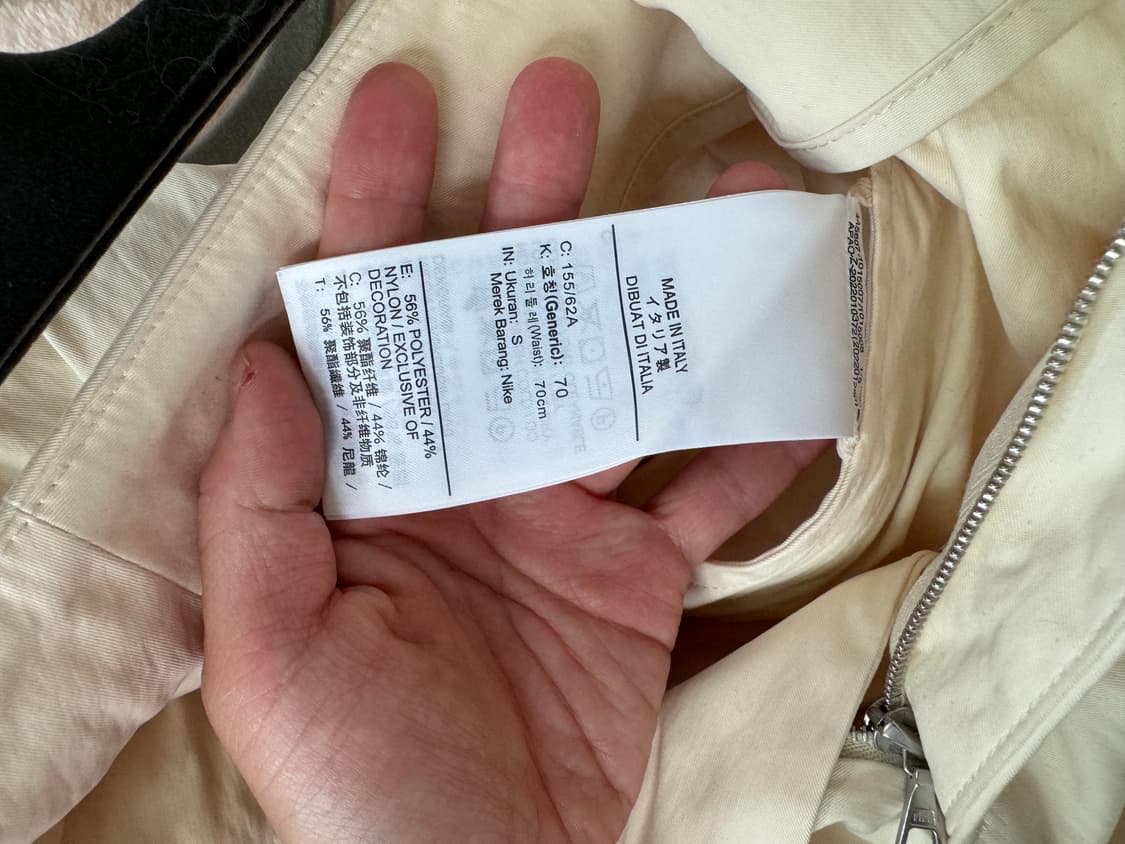 MADE IN ITALY
イタリア製
DIBUAT DI ITALIA
C: 155/62A
K: 호칭(Generic): 70
허리둘레(Waist): 70cm
IN: Ukuran: S
Merek Barang: Nike
E: 56% POLYESTER / 44%
NYLON / EXCLUSIVE OF
DECORATION
C: 56% 聚酯纤维 / 44% 锦纶 /
不包括装饰部分及非纤维物质
T: 56% 聚酯纖維 / 44% 尼龍 /